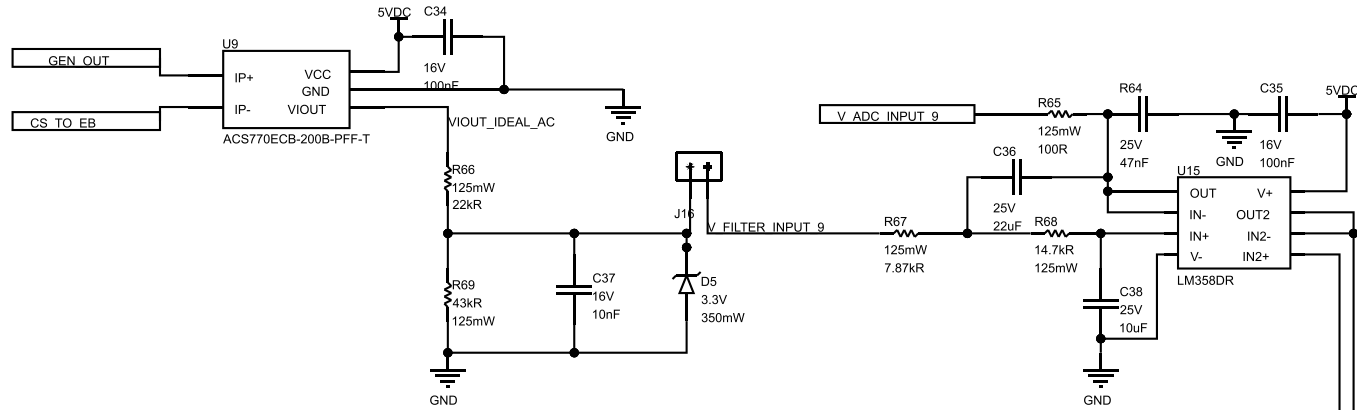 5VDC
C34
16V
100nF
U9
GEN_OUT
CS_TO_EB
IP+
IP-
VCC
GND
VIOUT
ACS770ECB-200B-PFF-T
GND
VIOUT_IDEAL_AC
R66
125mW
22kR
R69
43kR
125mW
GND
C37
16V
10nF
D5
3.3V
350mW
J16
V_FILTER_INPUT_9
R67
125mW
7.87kR
C36
25V
22uF
R68
14.7kR
125mW
V_ADC_INPUT_9
R65
125mW
100R
R64
25V
47nF
GND
C35
16V
100nF
5VDC
U15
OUT
IN-
IN+
V-
V+
OUT2
IN2-
IN2+
LM358DR
C38
25V
10uF
GND